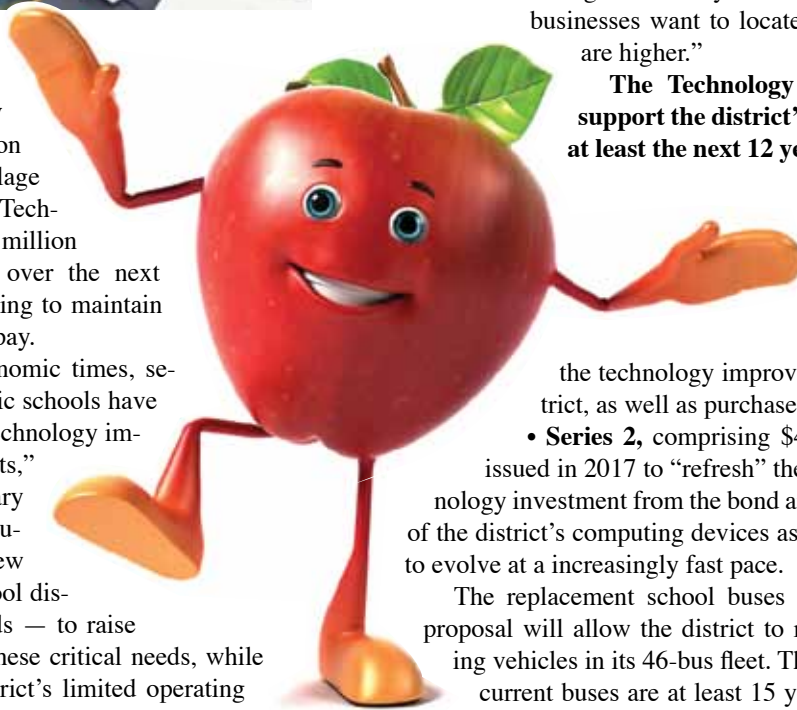 on
lage
Tech-
million
over the next
ing to maintain
pay.
nomic times, se-
ic schools have
chnology im-
ts,”
ary
u-
ew
ool dis-
ds — to raise
hese critical needs, while
rict’s limited operating
businesses want to locate
are higher.”
The Technology
support the district’
at least the next 12 ye
the technology improv
trict, as well as purchase
• Series 2, comprising $4
issued in 2017 to “refresh” the
nology investment from the bond a
of the district’s computing devices as
to evolve at a increasingly fast pace.
The replacement school buses
proposal will allow the district to r
ing vehicles in its 46-bus fleet. Th
current buses are at least 15 y